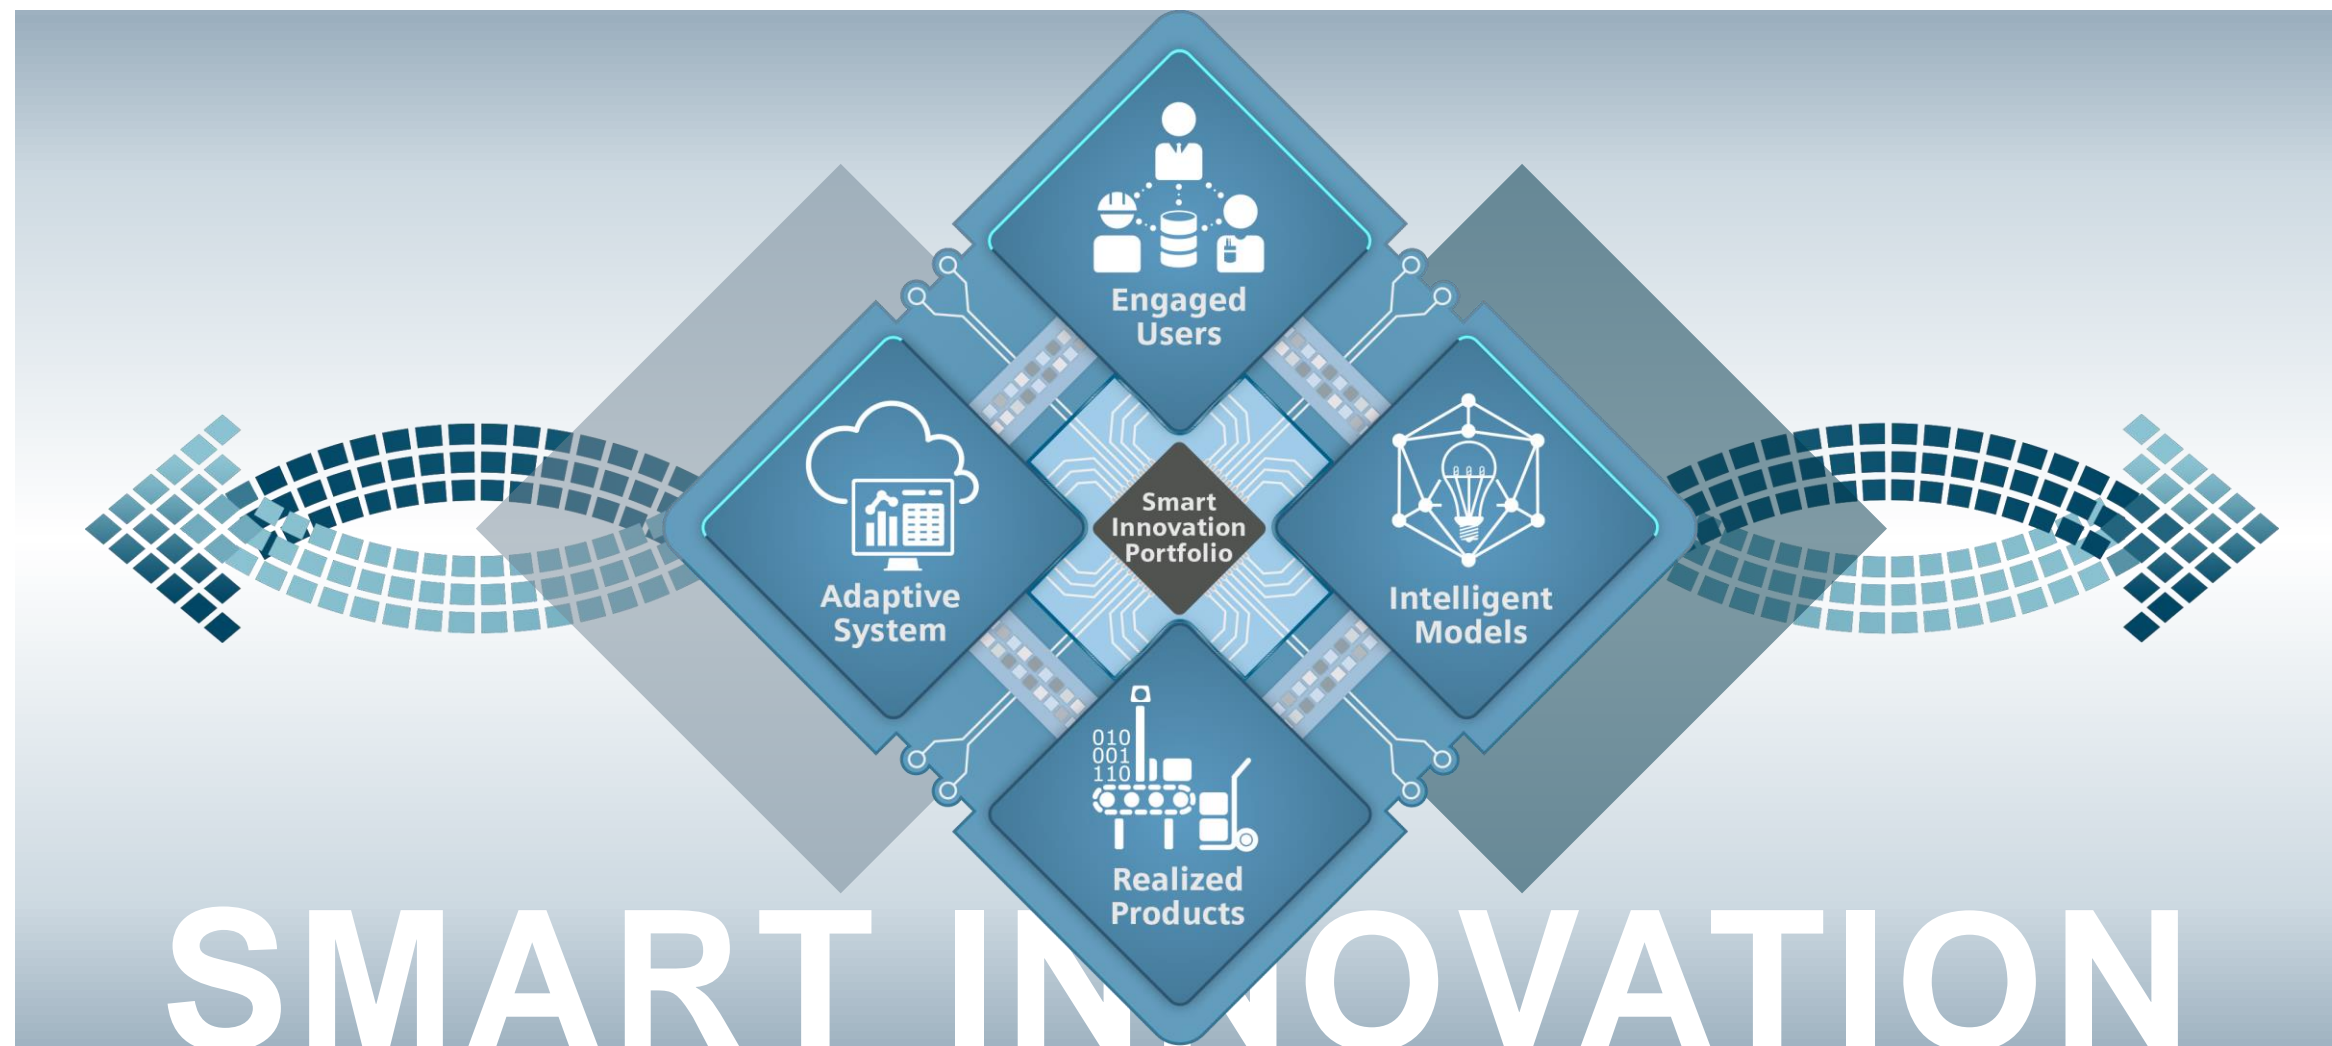 Engaged
Users
Adaptive
System
Smart
Innovation
Portfolio
Intelligent
Models
010
001
110
Realized
Products
SMART INNOVATION